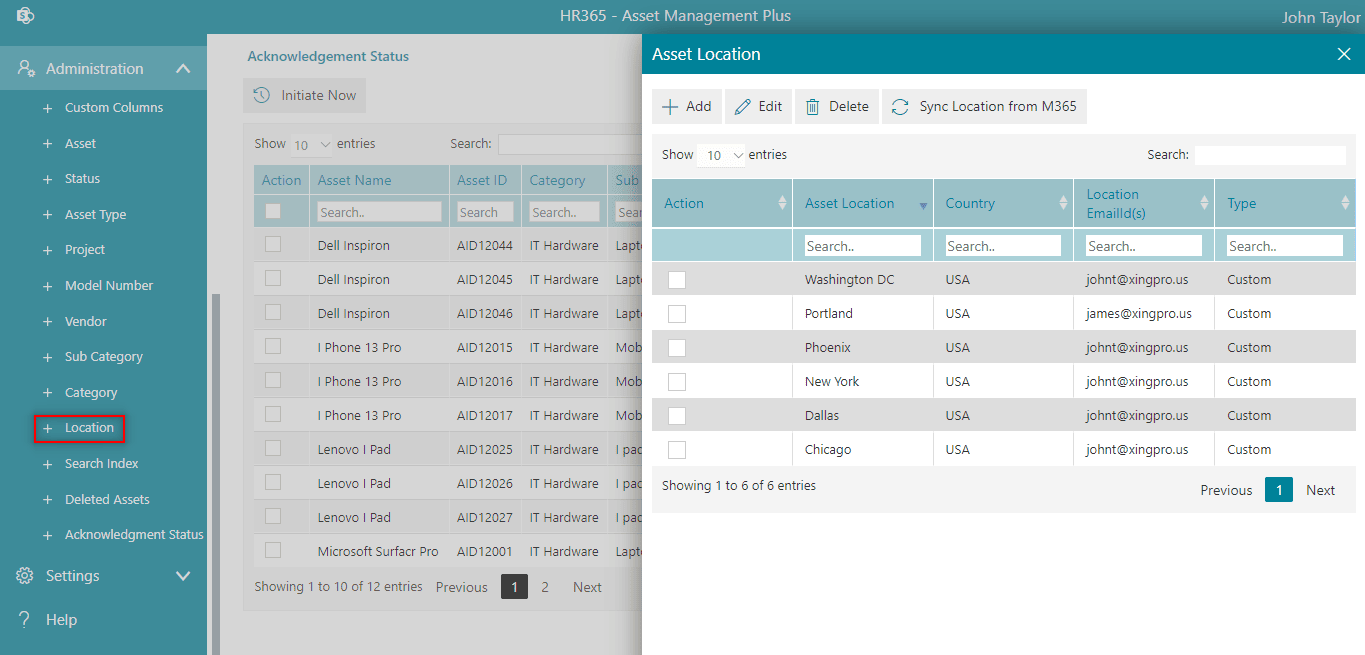 HR365 - Asset Management Plus
John Taylor
Administration
Custom Columns
Asset
Status
Asset Type
Project
Model Number
Vendor
Sub Category
Category
Location
Search Index
Deleted Assets
Acknowledgment Status
Settings
Help
Acknowledgement Status
Initiate Now
Show 10 entries Search:
Action Asset Name Asset ID Category Sub
Search.. Search Search.. Sear
Dell Inspiron AID12044 IT Hardware Lapt
Dell Inspiron AID12045 IT Hardware Lapt
Dell Inspiron AID12046 IT Hardware Lapt
I Phone 13 Pro AID12015 IT Hardware Mob
I Phone 13 Pro AID12016 IT Hardware Mob
I Phone 13 Pro AID12017 IT Hardware Mob
Lenovo I Pad AID12025 IT Hardware I pac
Lenovo I Pad AID12026 IT Hardware I pac
Lenovo I Pad AID12027 IT Hardware I pac
Microsoft Surfacr Pro AID12001 IT Hardware Lapt
Showing 1 to 10 of 12 entries Previous 1 2 Next
Asset Location
Add Edit Delete Sync Location from M365
Show 10 entries Search:
Action Asset Location Country Location EmailId(s) Type
Search.. Search.. Search.. Search..
Washington DC USA johnt@xingpro.us Custom
Portland USA james@xingpro.us Custom
Phoenix USA johnt@xingpro.us Custom
New York USA johnt@xingpro.us Custom
Dallas USA johnt@xingpro.us Custom
Chicago USA johnt@xingpro.us Custom
Showing 1 to 6 of 6 entries
Previous 1 Next